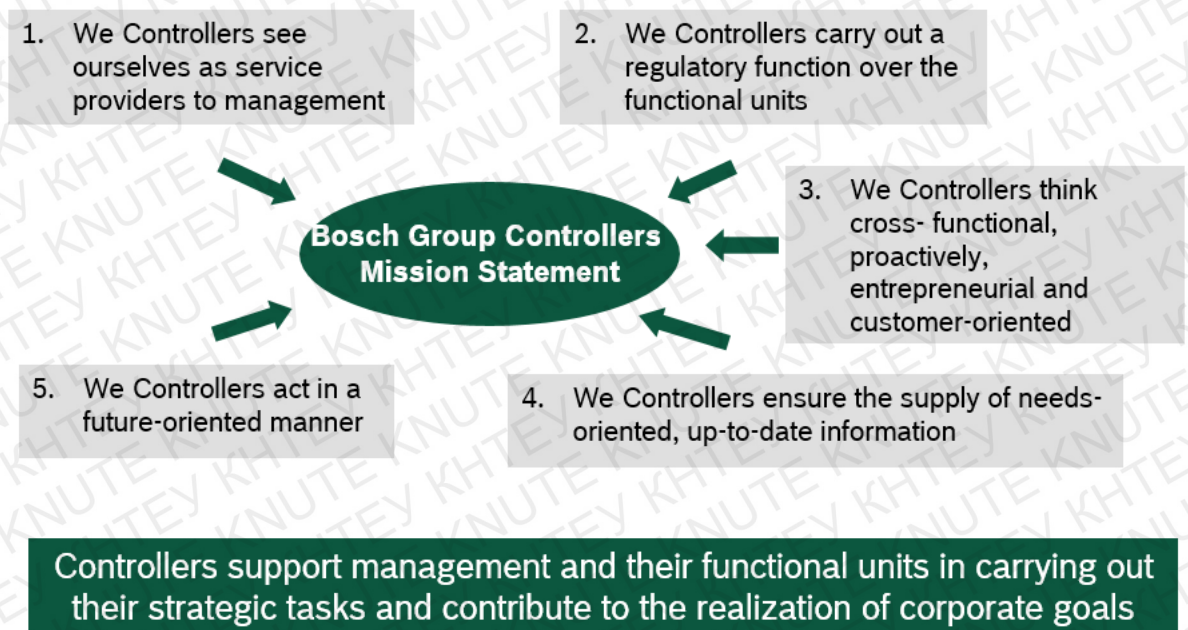 1. We Controllers see
ourselves as service
providers to management
2. We Controllers carry out a
regulatory function over the
functional units
Bosch Group Controllers
Mission Statement
3. We Controllers think
cross- functional,
proactively,
entrepreneurial and
customer-oriented
5. We Controllers act in a
future-oriented manner
4. We Controllers ensure the supply of needs-
oriented, up-to-date information
Controllers support management and their functional units in carrying out
their strategic tasks and contribute to the realization of corporate goals
KNUTE КНТЕУ